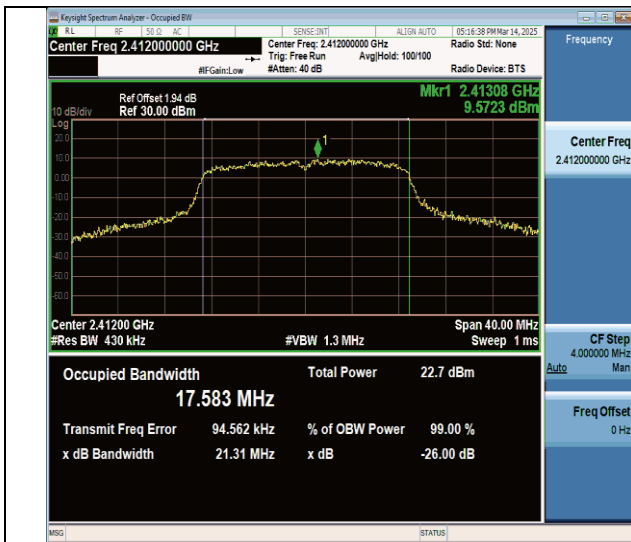 Keysight Spectrum Analyzer - Occupied BW
RL RF 50 Ω AC SENSE:INT ALIGN AUTO 05:16:38 PM Mar 14, 2025
Center Freq 2.412000000 GHz
Center Freq: 2.412000000 GHz
Radio Std: None
Trig: Free Run Avg|Hold: 100/100
#IFGain:Low
#Atten: 40 dB
Radio Device: BTS
Frequency
Mkr1 2.41308 GHz
9.5723 dBm
Ref Offset 1.94 dB
10 dB/div Ref 30.00 dBm
Log
20.0
10.0
0.00
-10.0
-20.0
-30.0
-40.0
-50.0
-60.0
1
Center Freq
2.412000000 GHz
Center 2.41200 GHz Span 40.00 MHz
#Res BW 430 kHz #VBW 1.3 MHz Sweep 1 ms
CF Step
4.000000 MHz
Auto Man
Occupied Bandwidth Total Power 22.7 dBm
17.583 MHz
Transmit Freq Error 94.562 kHz % of OBW Power 99.00 %
x dB Bandwidth 21.31 MHz x dB -26.00 dB
Freq Offset
0 Hz
MSG STATUS